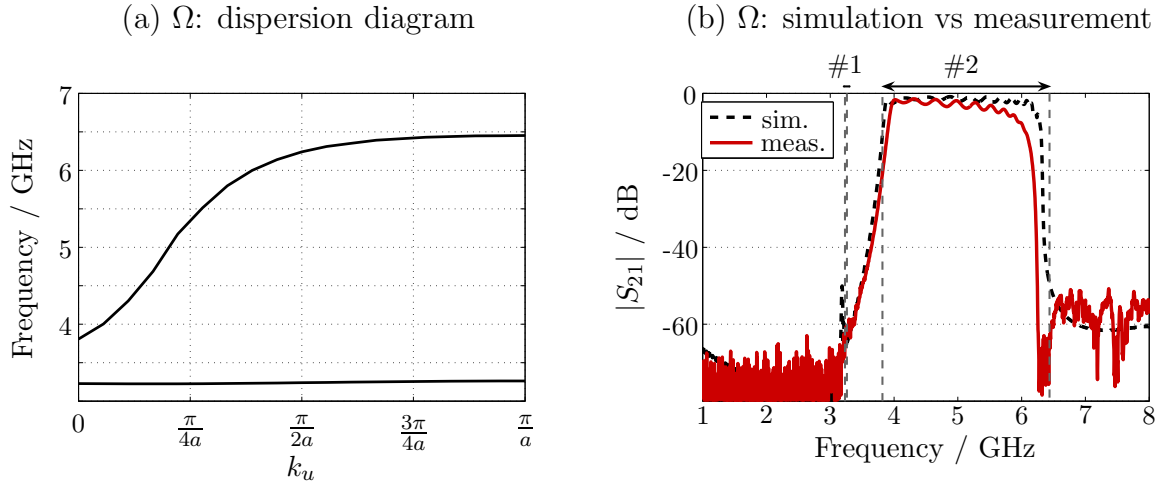 (a) Ω: dispersion diagram
7
6
5
4
Frequency / GHz
0
π/4a
π/2a
3π/4a
π/a
k_u
(b) Ω: simulation vs measurement
#1
#2
sim.
meas.
0
-20
-40
-60
|S_21| / dB
1
2
3
4
5
6
7
8
Frequency / GHz